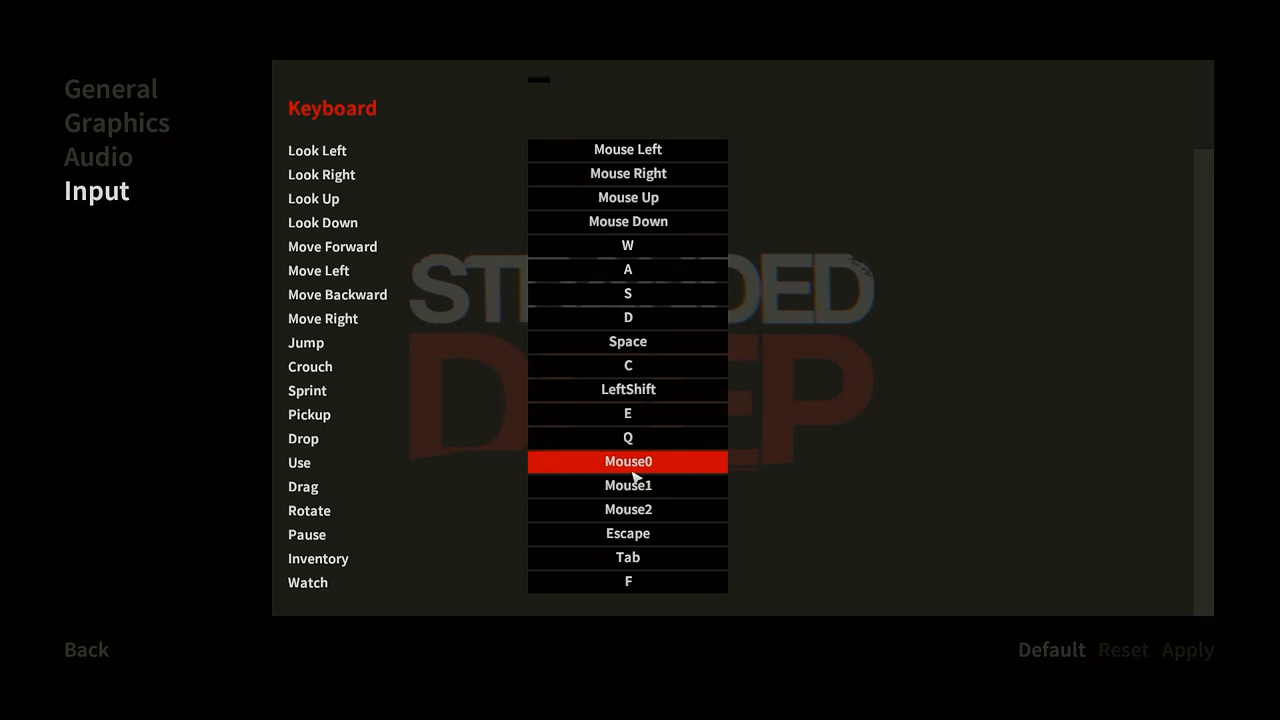 General
Graphics
Audio
Input
Keyboard
Look Left Mouse Left
Look Right Mouse Right
Look Up Mouse Up
Look Down Mouse Down
Move Forward W
Move Left A
Move Backward S
Move Right D
Jump Space
Crouch C
Sprint LeftShift
Pickup E
Drop Q
Use Mouse0
Drag Mouse1
Rotate Mouse2
Pause Escape
Inventory Tab
Watch F
Back Default Reset Apply